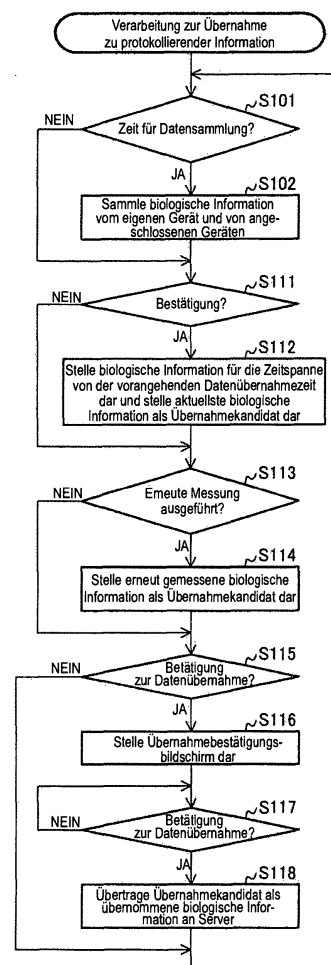 Verarbeitung zur Übernahme
zu protokollierender Information
S101
NEIN
Zeit für Datensammlung?
JA
S102
Sammle biologische Information
vom eigenen Gerät und von ange-
schlossenen Geräten
S111
NEIN
Bestätigung?
JA
S112
Stelle biologische Information für die Zeitspanne
von der vorangehenden Datenübernahmezeit
dar und stelle aktuellste biologische
Information als Übernahmekandidat dar
S113
NEIN
Erneute Messung
ausgeführt?
JA
S114
Stelle erneut gemessene biologische
Information als Übernahmekandidat dar
S115
NEIN
Betätigung
zur Datenübernahme?
JA
S116
Stelle Übernahmebestätigungs-
bildschirm dar
S117
NEIN
Betätigung
zur Datenübernahme?
JA
S118
Übertrage Übernahmekandidat als
übernommene biologische Infor-
mation an Server